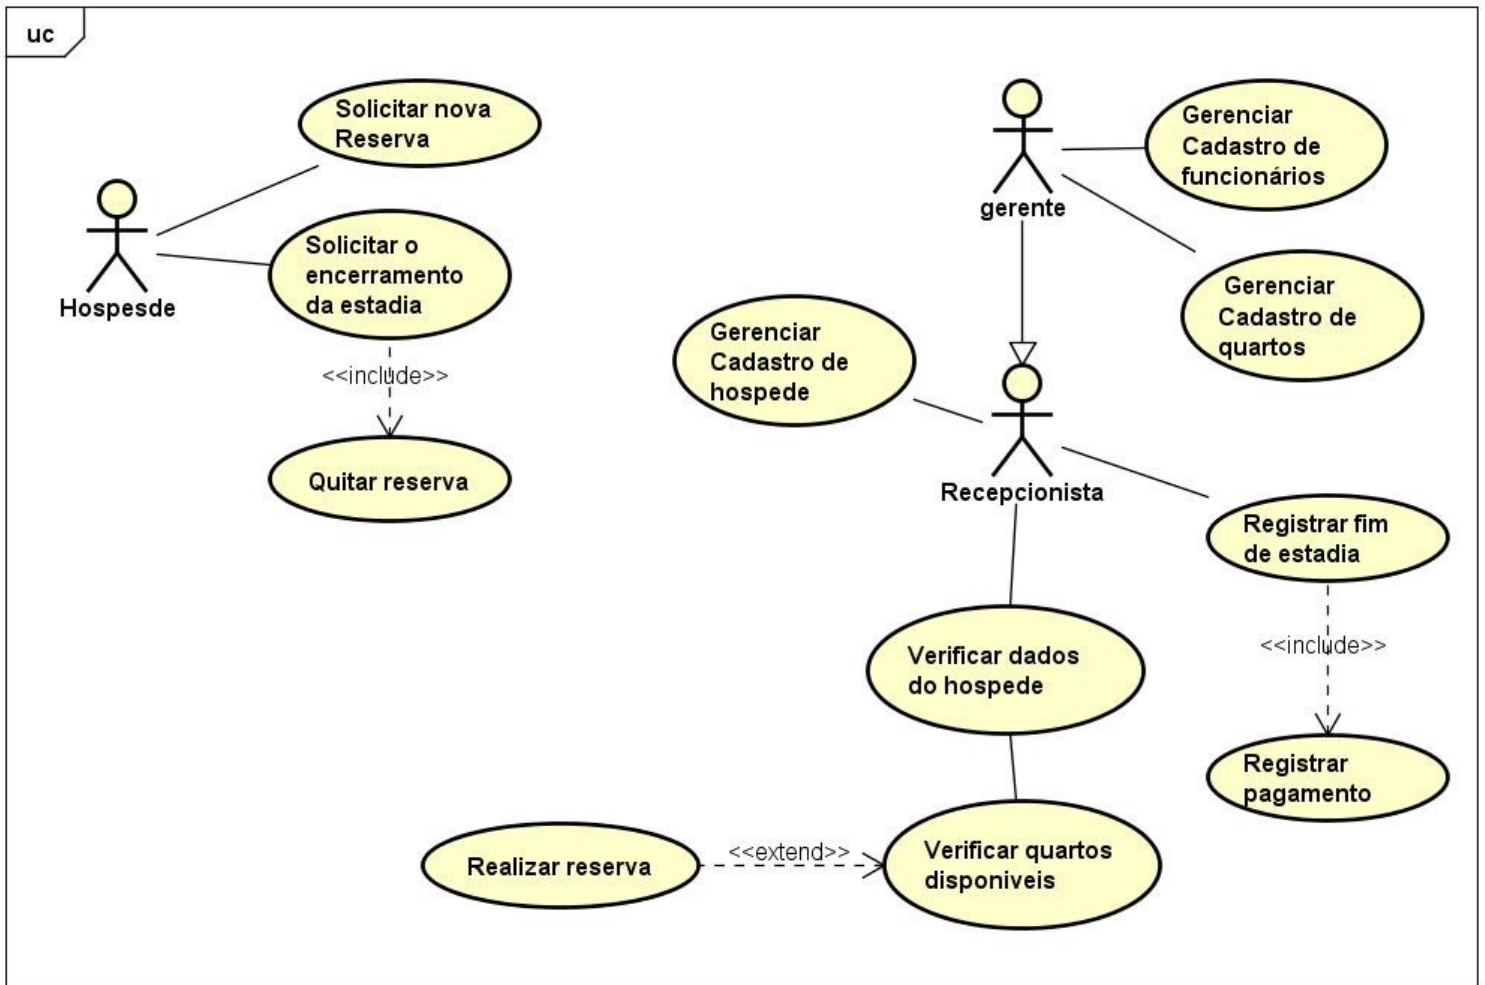 uc
Solicitar nova
Reserva
Hospesde
Solicitar o
encerramento
da estadia
<<include>>
Quitar reserva
gerente
Gerenciar
Cadastro de
funcionários
Gerenciar
Cadastro de
quartos
Gerenciar
Cadastro de
hospede
Recepcionista
Registrar fim
de estadia
<<include>>
Registrar
pagamento
Verificar dados
do hospede
Realizar reserva
<<extend>>
Verificar quartos
disponiveis